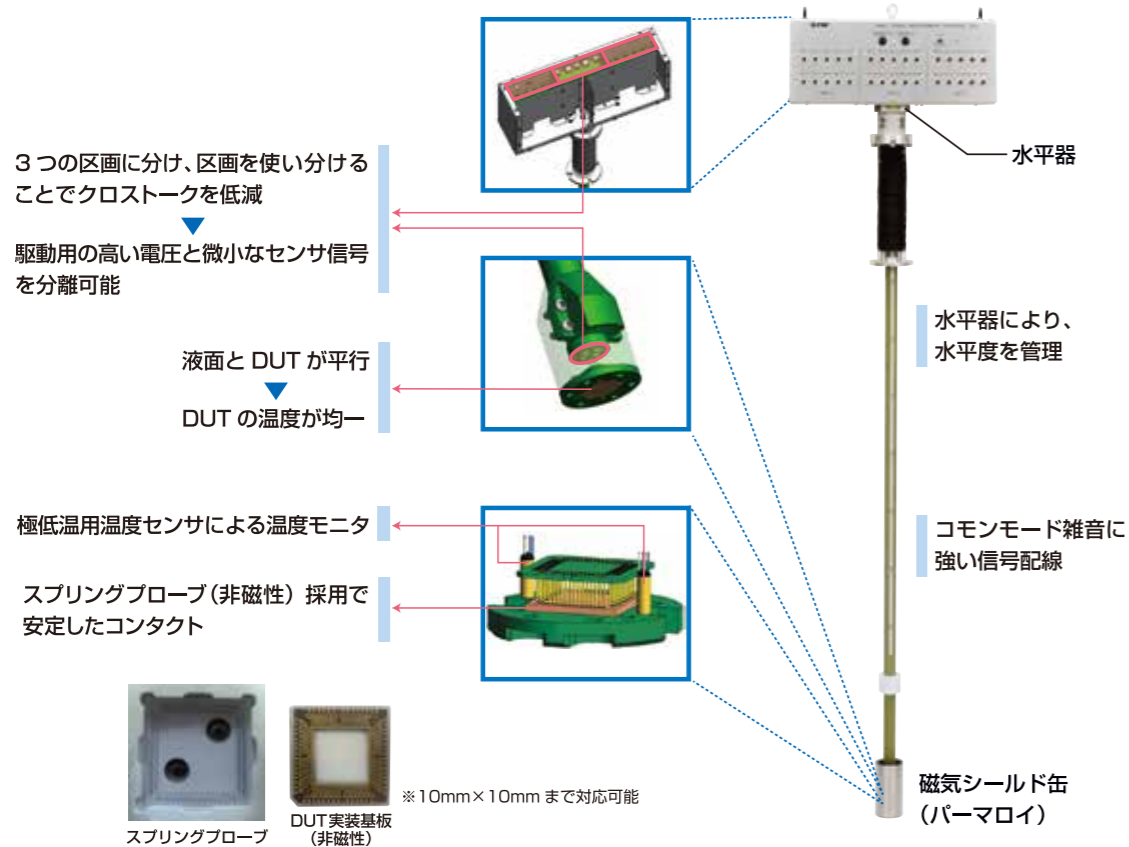 3つの区画に分け、区画を使い分ける
ことでクロストークを低減
駆動用の高い電圧と微小なセンサ信号
を分離可能
液面と DUT が平行
DUT の温度が均一
極低温用温度センサによる温度モニタ
スプリングプローブ（非磁性）採用で
安定したコンタクト
スプリングプローブ
DUT実装基板
（非磁性）
※10mm×10mm まで対応可能
水平器
水平器により、
水平度を管理
コモンモード雑音に
強い信号配線
磁気シールド缶
（パーマロイ）